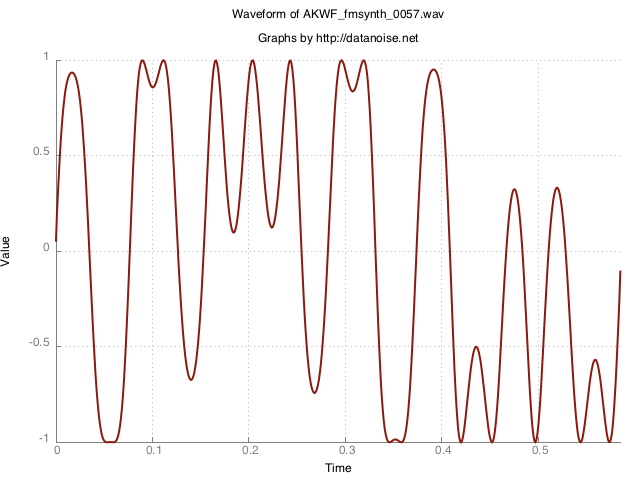 Waveform of AKWF_fmsynth_0057.wav
Graphs by http://datanoise.net
1
0.5
0
-0.5
-1
Value
0 0.1 0.2 0.3 0.4 0.5
Time